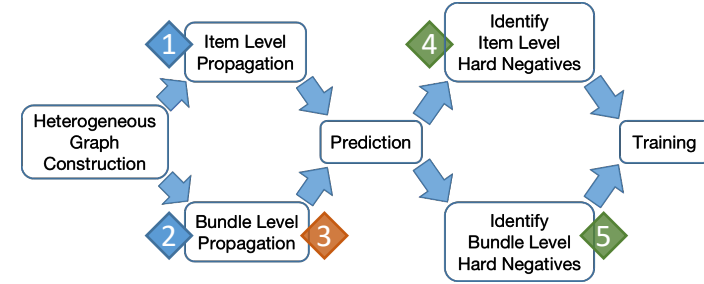 1
Item Level
Propagation
4
Identify
Item Level
Hard Negatives
Heterogeneous
Graph
Construction
Prediction
Training
2
Bundle Level
Propagation
3
Identify
Bundle Level
Hard Negatives
5